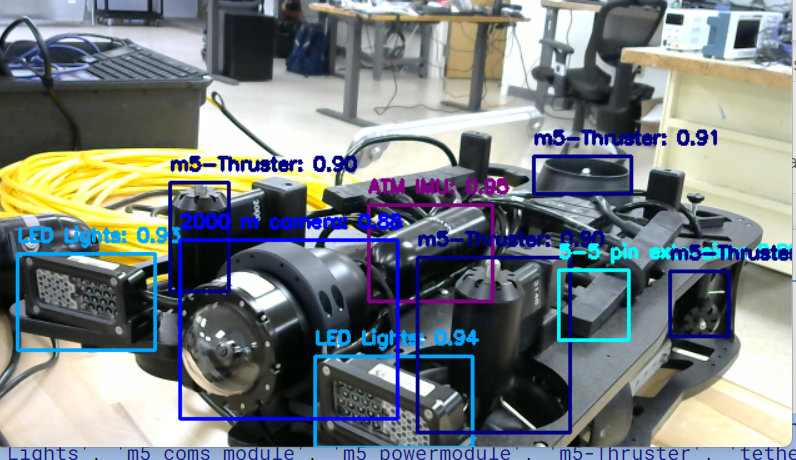 m5-Thruster: 0.91
m5-Thruster: 0.90
ATM IMU: 0.95
2000 m camera: 0.85
LED Lights: 0.93
m5-Thruster: 0.90
5-5 pin
m5-Thruster
LED Lights: 0.94
Lights', 'm5 coms module', 'm5 powermodule', 'm5-Thruster', 'tethe